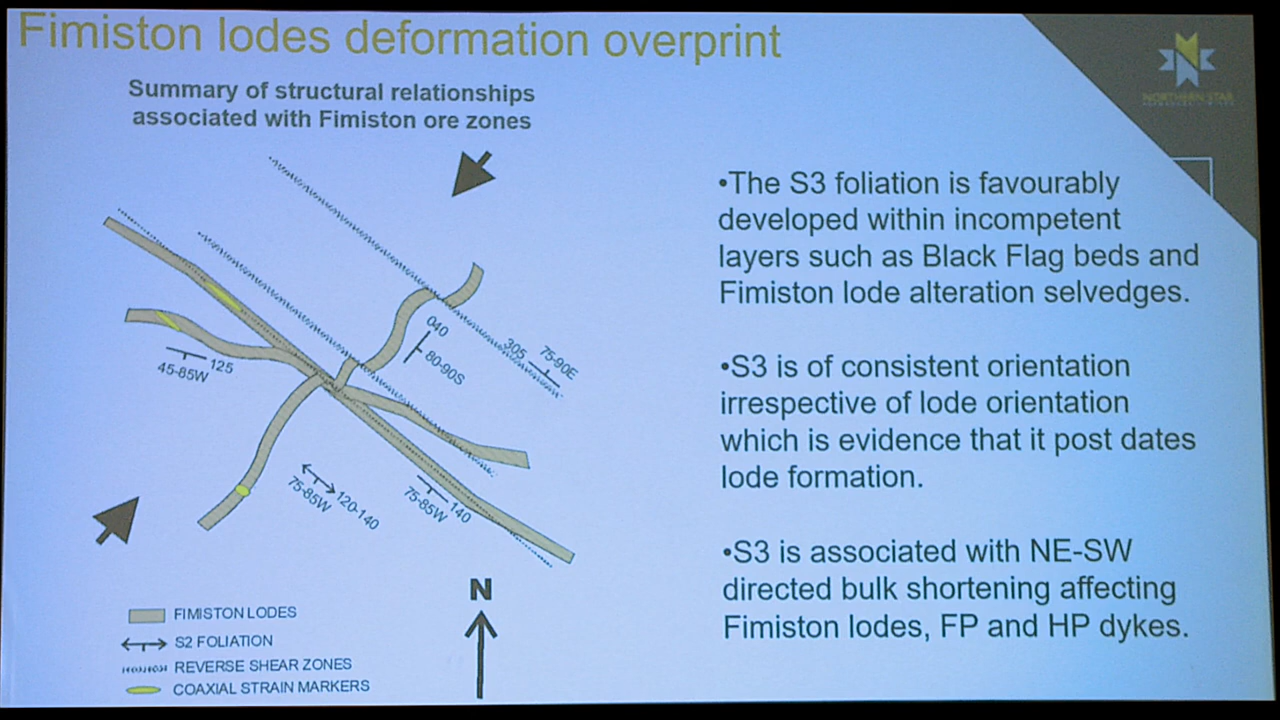 Fimiston lodes deformation overprint
NORTHERN STAR
Summary of structural relationships
associated with Fimiston ore zones
•The S3 foliation is favourably
developed within incompetent
layers such as Black Flag beds and
Fimiston lode alteration selvedges.
•S3 is of consistent orientation
irrespective of lode orientation
which is evidence that it post dates
lode formation.
•S3 is associated with NE-SW
directed bulk shortening affecting
Fimiston lodes, FP and HP dykes.
040
80-90S
305
75-90E
125
45-85W
120-140
75-85W
140
75-85W
N
FIMISTON LODES
S2 FOLIATION
REVERSE SHEAR ZONES
COAXIAL STRAIN MARKERS